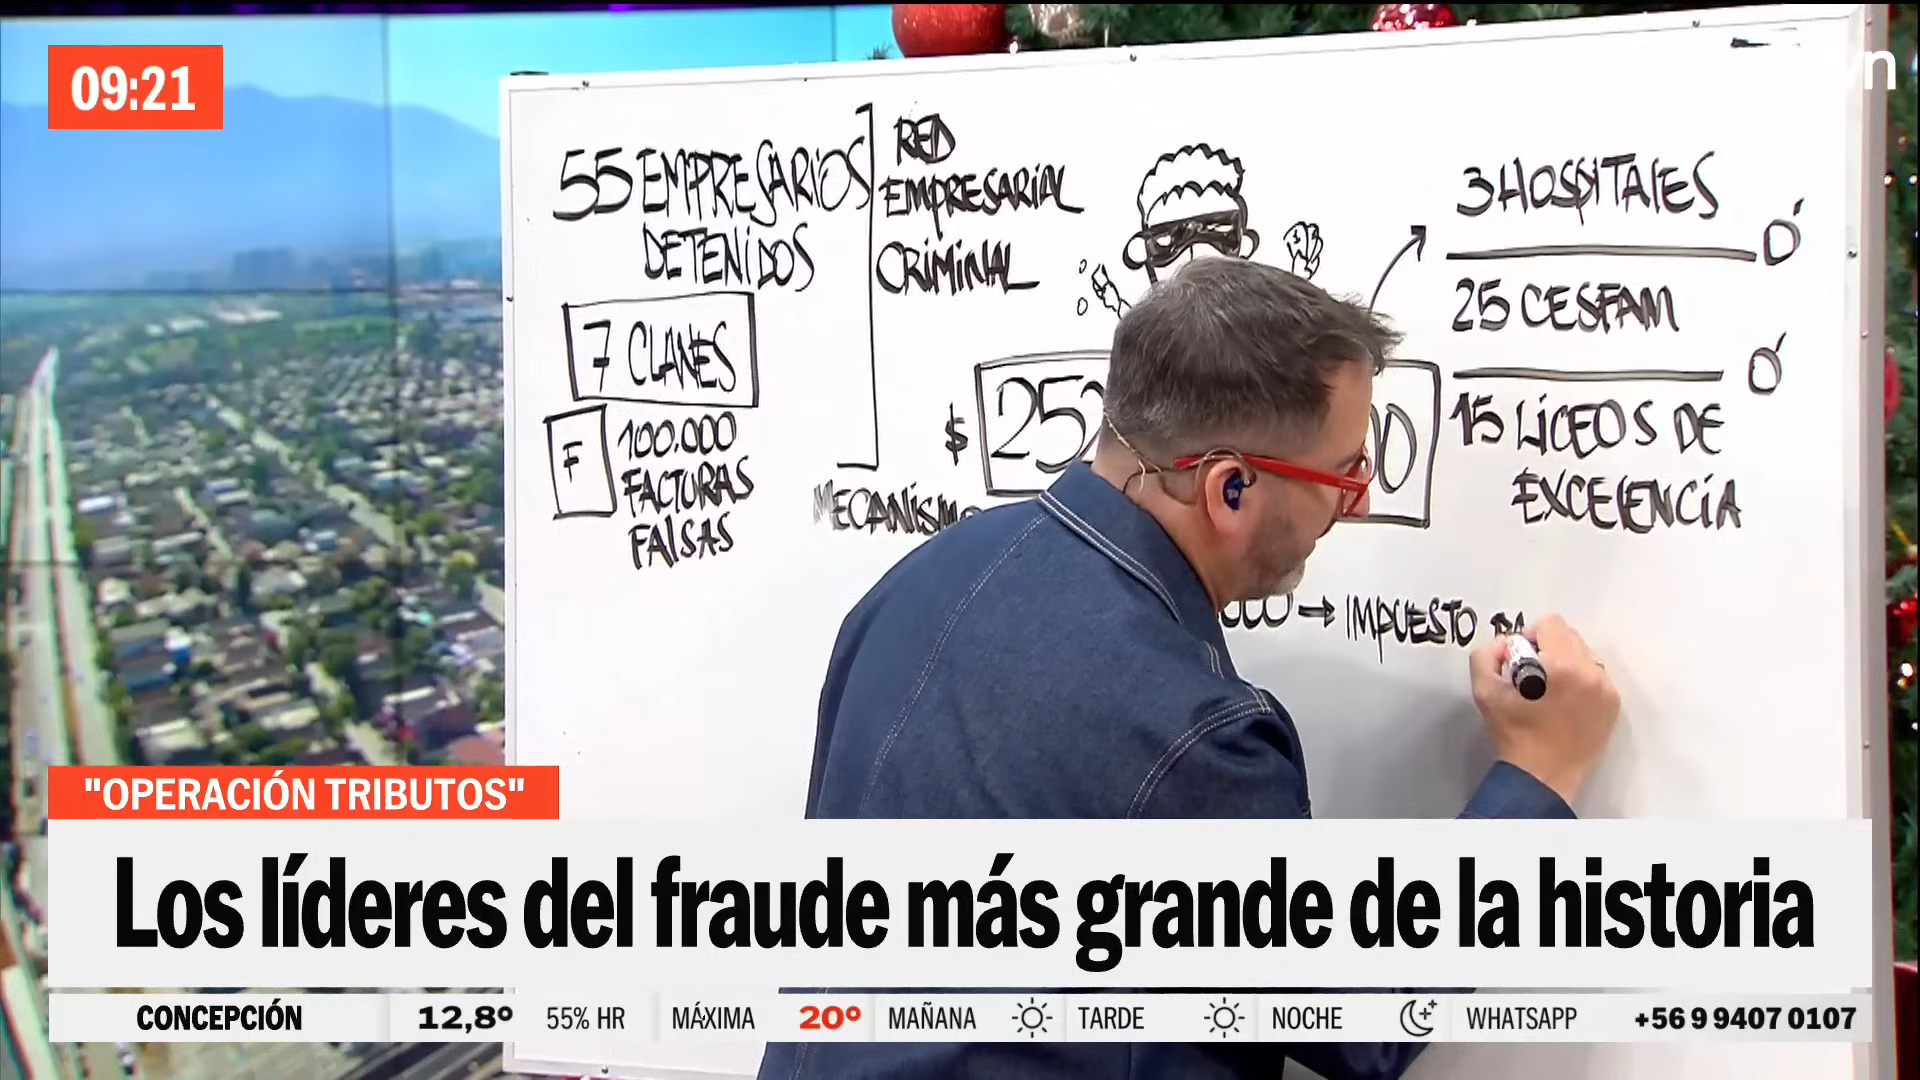 09:21
55 EMPRESARIOS
DETENIDOS
7 CLANES
F
100.000
FACTURAS
FALSAS
RED
EMPRESARIAL
CRIMINAL
$
MECANISMO
3 HOSPITALES
Ó
25 CESFAM
Ó
15 LICEOS DE
EXCELENCIA
→ IMPUESTO
"OPERACIÓN TRIBUTOS"
Los líderes del fraude más grande de la historia
CONCEPCIÓN 12,8° 55% HR MÁXIMA 20° MAÑANA TARDE NOCHE WHATSAPP +56 9 9407 0107